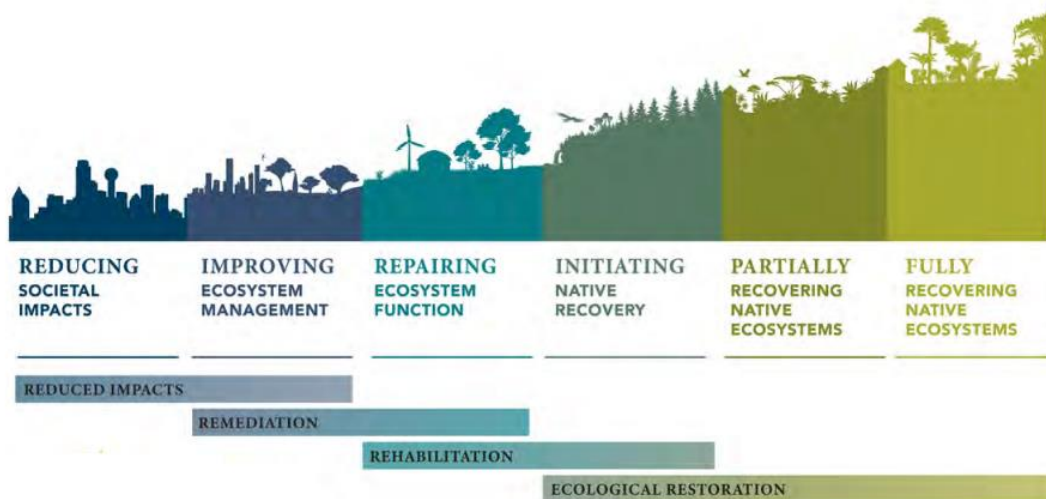 REDUCING
SOCIETAL
IMPACTS
IMPROVING
ECOSYSTEM
MANAGEMENT
REPAIRING
ECOSYSTEM
FUNCTION
INITIATING
NATIVE
RECOVERY
PARTIALLY
RECOVERING
NATIVE
ECOSYSTEMS
FULLY
RECOVERING
NATIVE
ECOSYSTEMS
REDUCED IMPACTS
REMEDIATION
REHABILITATION
ECOLOGICAL RESTORATION